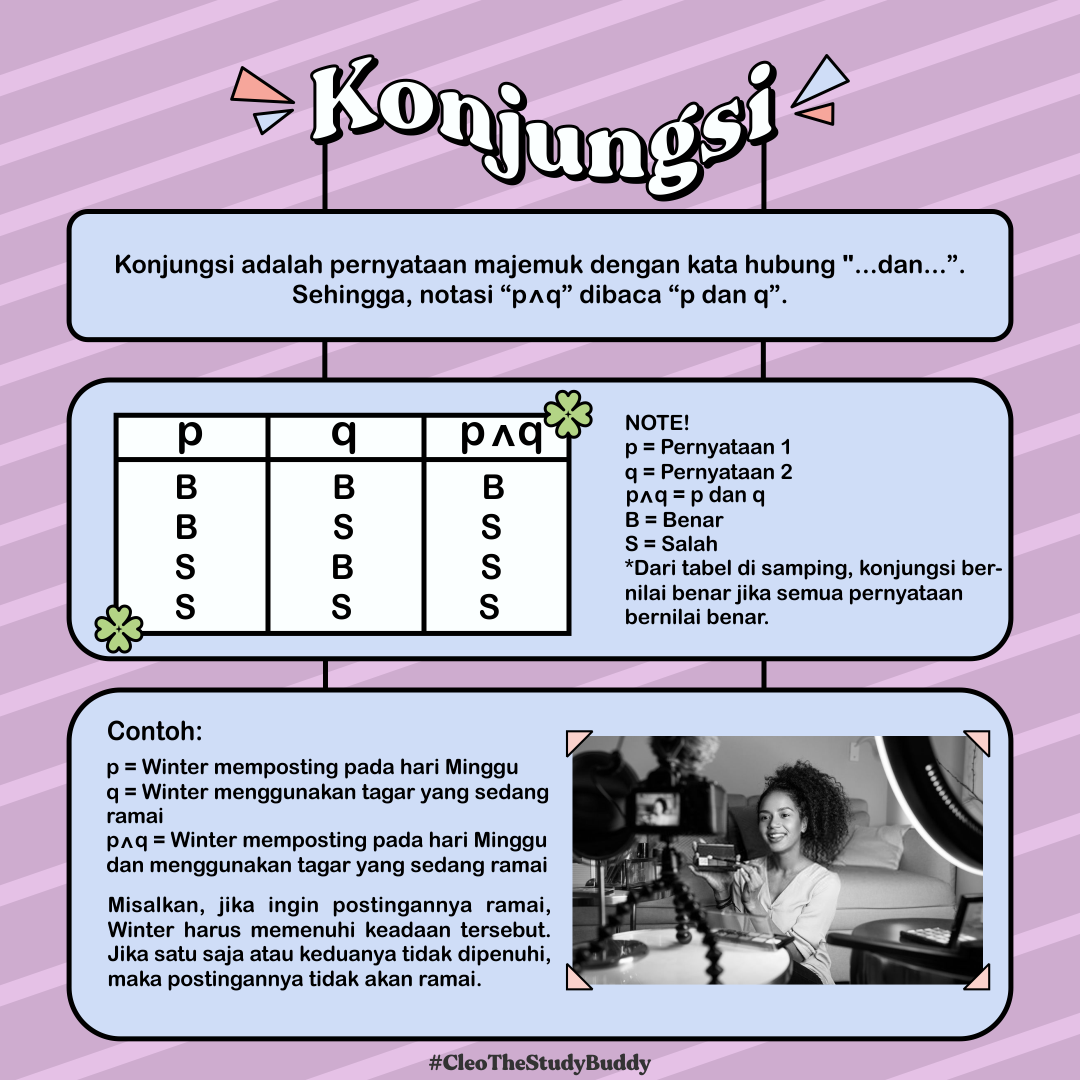 Konjungsi
Konjungsi adalah pernyataan majemuk dengan kata hubung "...dan...”.
Sehingga, notasi “p∧q” dibaca “p dan q”.
p q p∧q
B B B
B S S
S B S
S S S
NOTE!
p = Pernyataan 1
q = Pernyataan 2
p∧q = p dan q
B = Benar
S = Salah
*Dari tabel di samping, konjungsi ber-
nilai benar jika semua pernyataan
bernilai benar.
Contoh:
p = Winter memposting pada hari Minggu
q = Winter menggunakan tagar yang sedang
ramai
p∧q = Winter memposting pada hari Minggu
dan menggunakan tagar yang sedang ramai
Misalkan, jika ingin postingannya ramai,
Winter harus memenuhi keadaan tersebut.
Jika satu saja atau keduanya tidak dipenuhi,
maka postingannya tidak akan ramai.
#CleoTheStudyBuddy